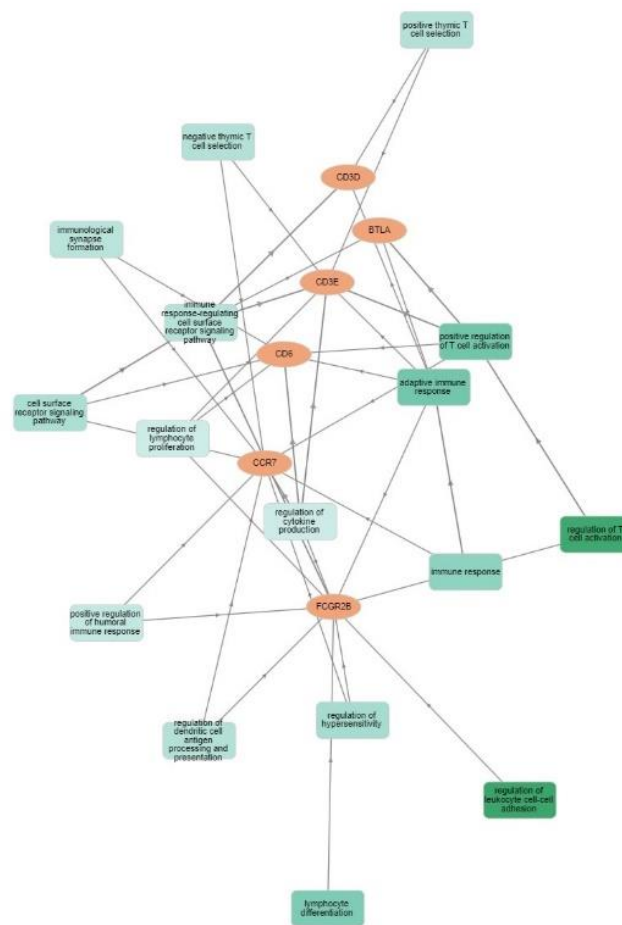 positive thymic T
cell selection
negative thymic T
cell selection
CD3D
BTLA
immunological
synapse
formation
CD3E
immune
response-regulating
cell surface
receptor signaling
pathway
positive regulation
of T cell activation
CD6
adaptive immune
response
cell surface
receptor signaling
pathway
regulation of
lymphocyte
proliferation
CCR7
regulation of
cytokine
production
regulation of T
cell activation
immune response
FCGR2B
positive regulation
of humoral
immune response
regulation of
hypersensitivity
regulation of
dendritic cell
antigen
processing and
presentation
regulation of
leukocyte cell-cell
adhesion
lymphocyte
differentiation